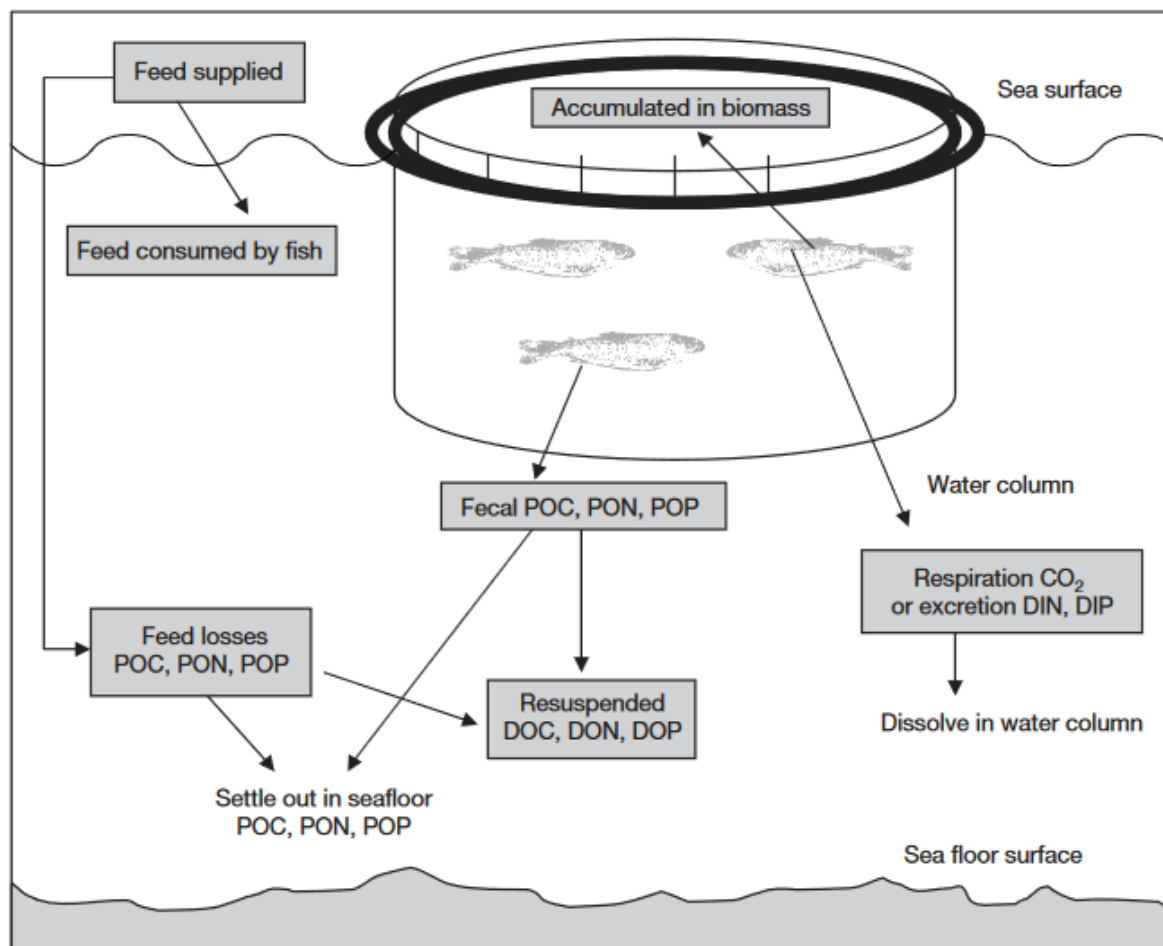 Feed supplied
Sea surface
Accumulated in biomass
Feed consumed by fish
Water column
Fecal POC, PON, POP
Respiration CO₂
or excretion DIN, DIP
Feed losses
POC, PON, POP
Resuspended
DOC, DON, DOP
Dissolve in water column
Settle out in seafloor
POC, PON, POP
Sea floor surface